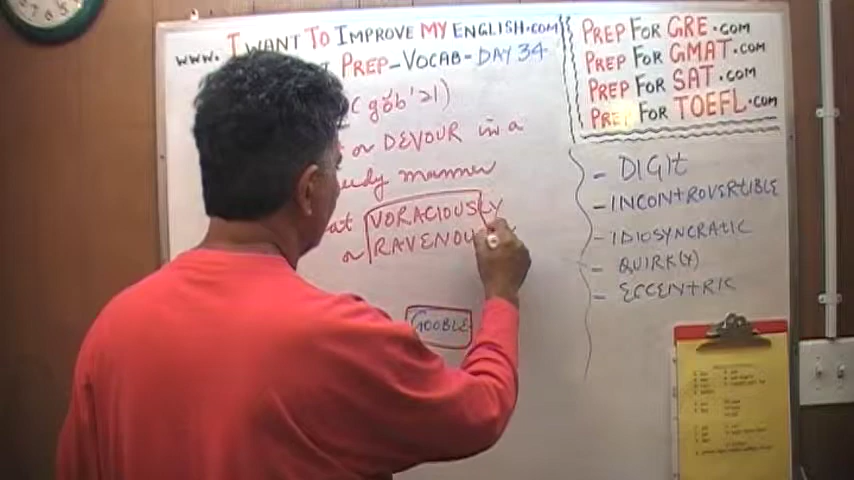 www. I WANT TO IMPROVE MY ENGLISH.COM
PREP-VOCAB-DAY 34
(gŏb'əl)
or DEVOUR in a
manner
VORACIOUSLY
or RAVENOU
GOOBLE
PREP FOR GRE.COM
PREP FOR GMAT.COM
PREP FOR SAT.COM
PREP FOR TOEFL.COM
- DIGIT
- INCONTROVERTIBLE
- IDIOSYNCRATIC
- QUIRK(Y)
- ECCENTRIC